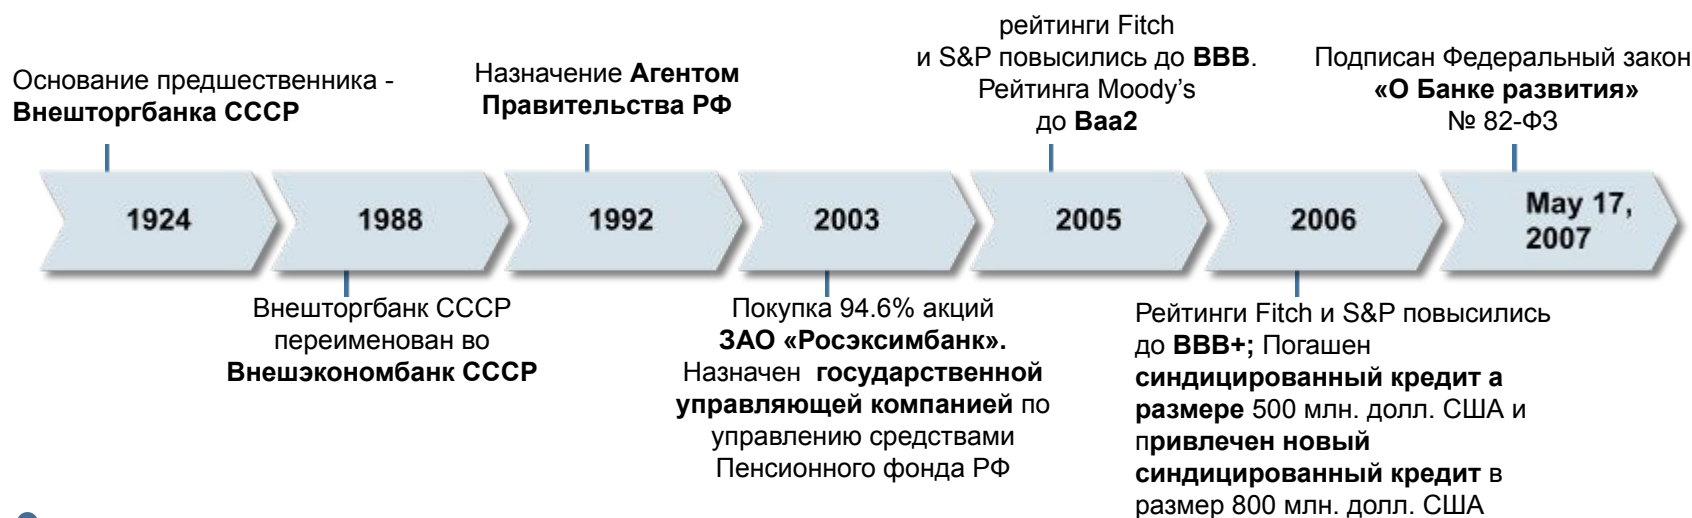 Основание предшественника -
Внешторгбанка СССР
Назначение Агентом
Правительства РФ
рейтинги Fitch
и S&P повысились до BBB.
Рейтинга Moody's
до Baa2
Подписан Федеральный закон
«О Банке развития»
№ 82-ФЗ
1924
1988
1992
2003
2005
2006
May 17,
2007
Внешторгбанк СССР
переименован во
Внешэкономбанк СССР
Покупка 94.6% акций
ЗАО «Росэксимбанк».
Назначен государственной
управляющей компанией по
управлению средствами
Пенсионного фонда РФ
Рейтинги Fitch и S&P повысились
до BBB+; Погашен
синдицированный кредит а
размере 500 млн. долл. США и
привлечен новый
синдицированный кредит в
размер 800 млн. долл. США